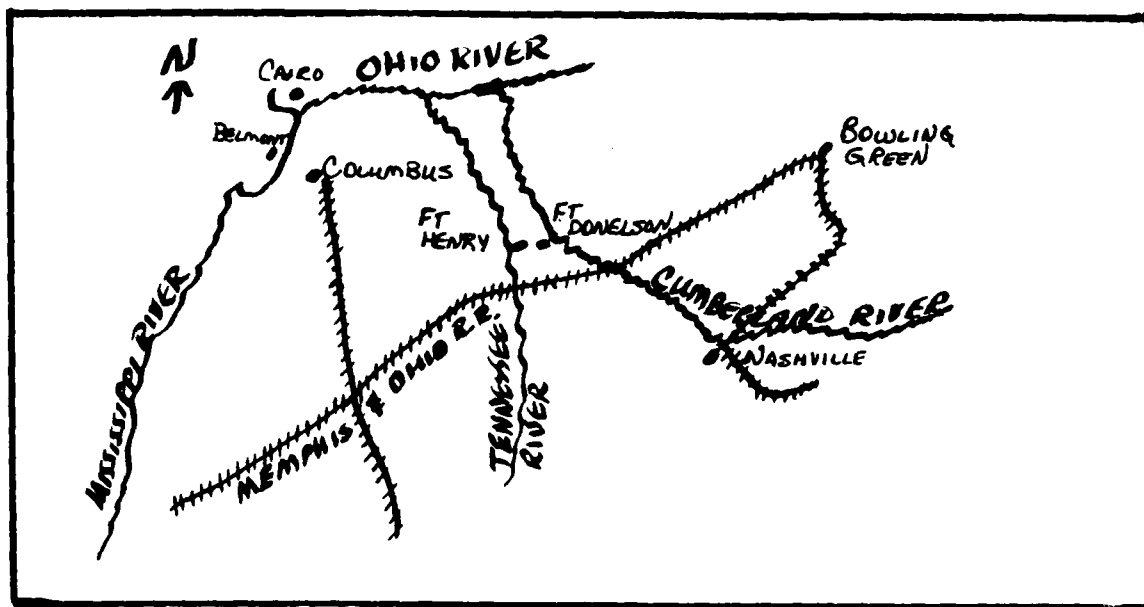 N
CAIRO
OHIO RIVER
BELMONT
COLUMBUS
BOWLING
GREEN
FT
HENRY
FT
DONELSON
MISSISSIPPI RIVER
MEMPHIS & OHIO R.R.
TENNESSEE
RIVER
CUMBERLAND RIVER
NASHVILLE